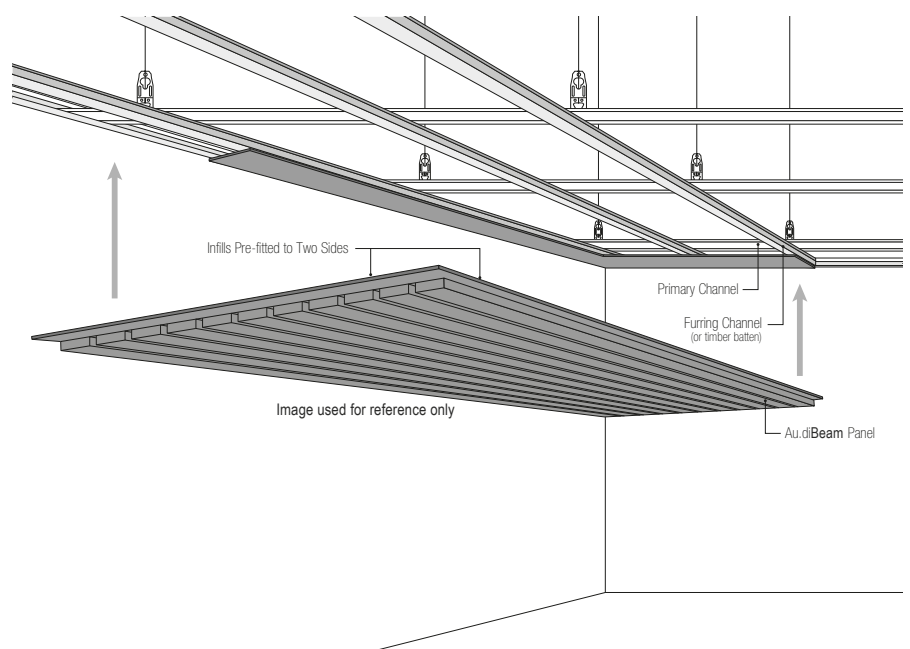 Infills Pre-fitted to Two Sides
Primary Channel
Furring Channel
(or timber batten)
Image used for reference only
Au.diBeam Panel